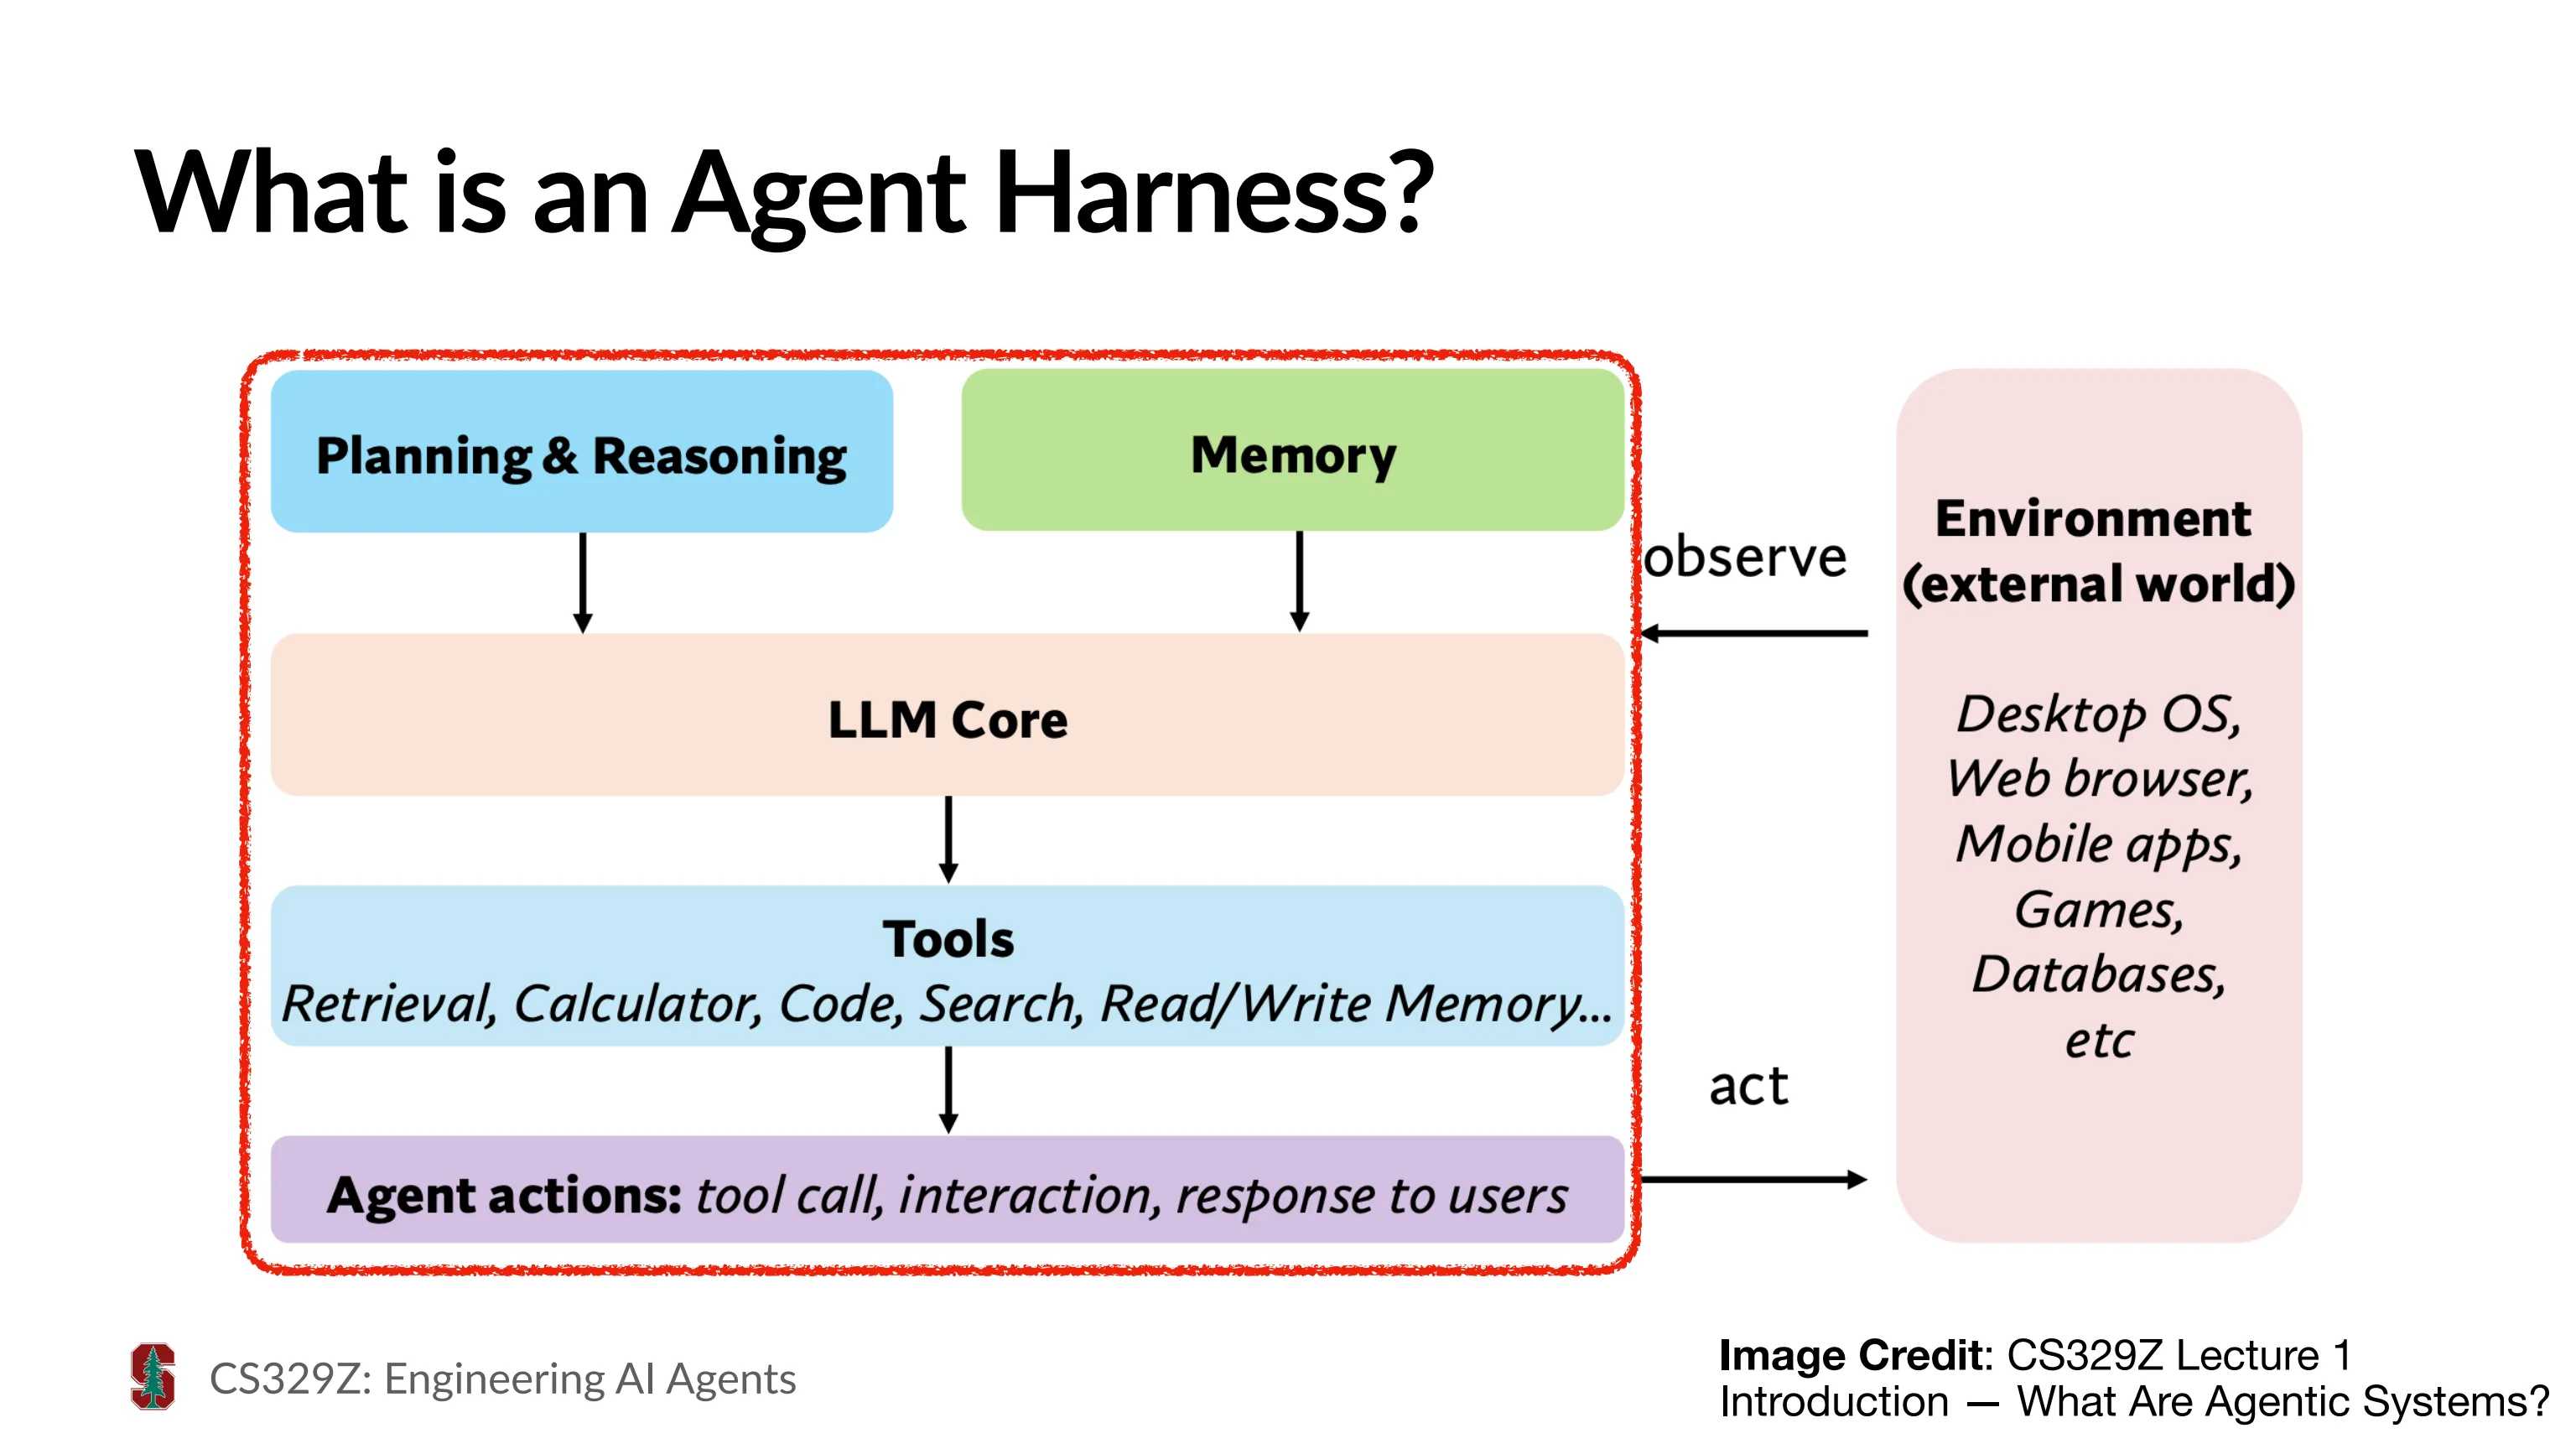 What is an Agent Harness?
Planning & Reasoning
Memory
LLM Core
Tools
Retrieval, Calculator, Code, Search, Read/Write Memory...
Agent actions: tool call, interaction, response to users
observe
act
Environment
(external world)
Desktop OS,
Web browser,
Mobile apps,
Games,
Databases,
etc
CS329Z: Engineering AI Agents
Image Credit: CS329Z Lecture 1
Introduction — What Are Agentic Systems?